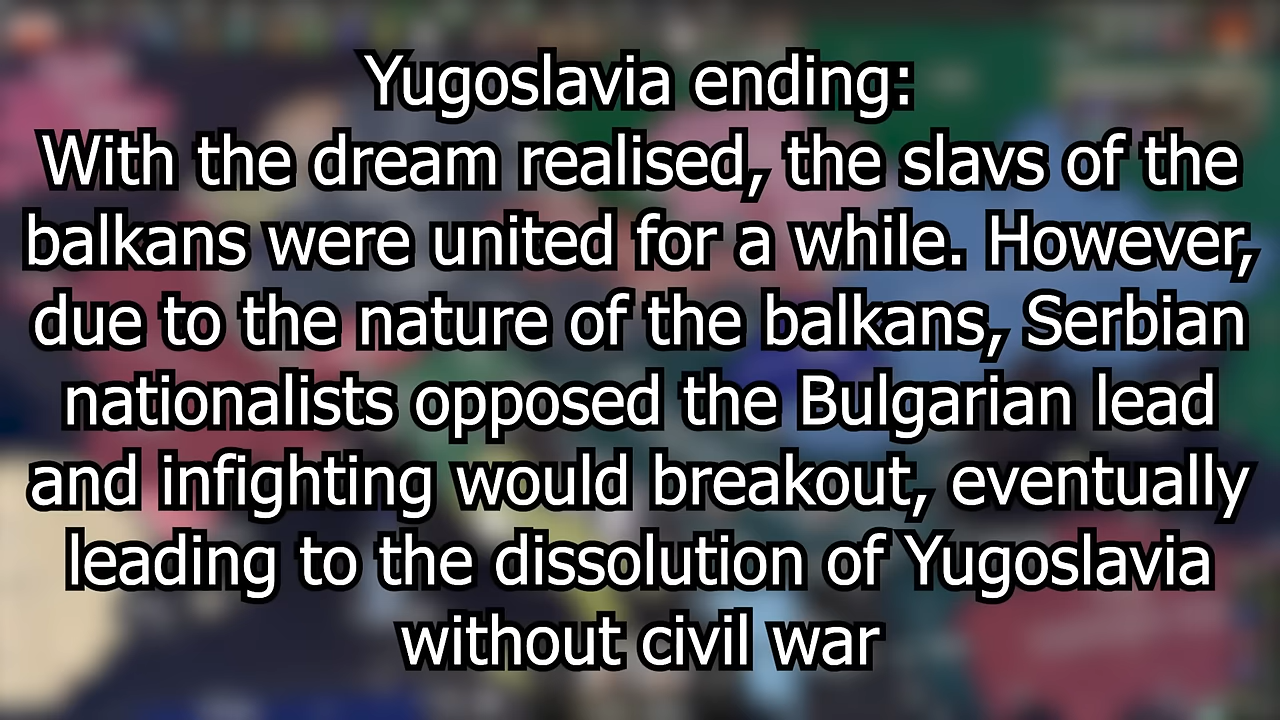 Yugoslavia ending:
With the dream realised, the slavs of the
balkans were united for a while. However,
due to the nature of the balkans, Serbian
nationalists opposed the Bulgarian lead
and infighting would breakout, eventually
leading to the dissolution of Yugoslavia
without civil war